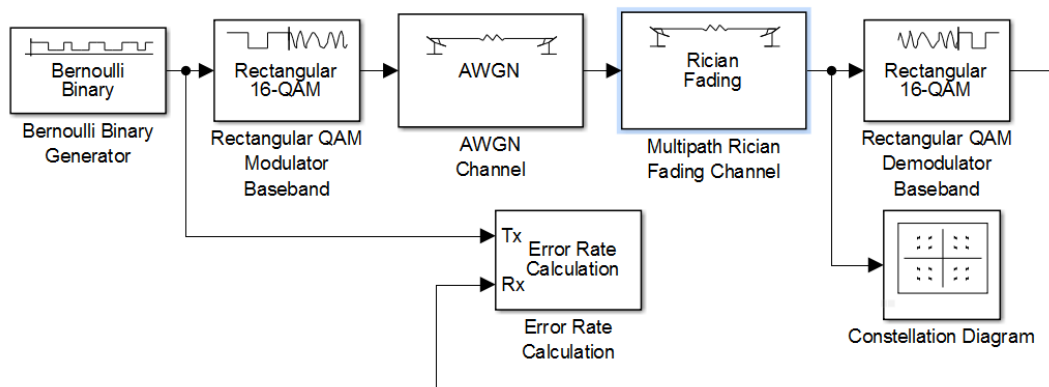 Bernoulli
Binary
Bernoulli Binary
Generator
Rectangular
16-QAM
Rectangular QAM
Modulator
Baseband
AWGN
AWGN
Channel
Rician
Fading
Multipath Rician
Fading Channel
Rectangular
16-QAM
Rectangular QAM
Demodulator
Baseband
Tx
Rx
Error Rate
Calculation
Error Rate
Calculation
Constellation Diagram